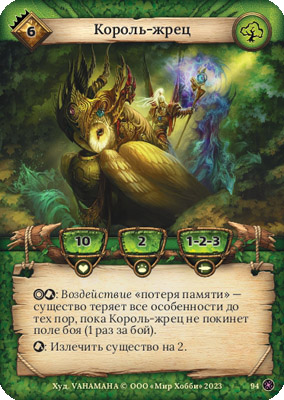 Король-жрец
6
10
2
1-2-3
: Воздействие «потеря памяти» —
существо теряет все особенности до
тех пор, пока Король-жрец не покинет
поле боя (1 раз за бой).
: Излечить существо на 2.
Худ. VAHAMAHA © ООО «Мир Хобби» 2023
94